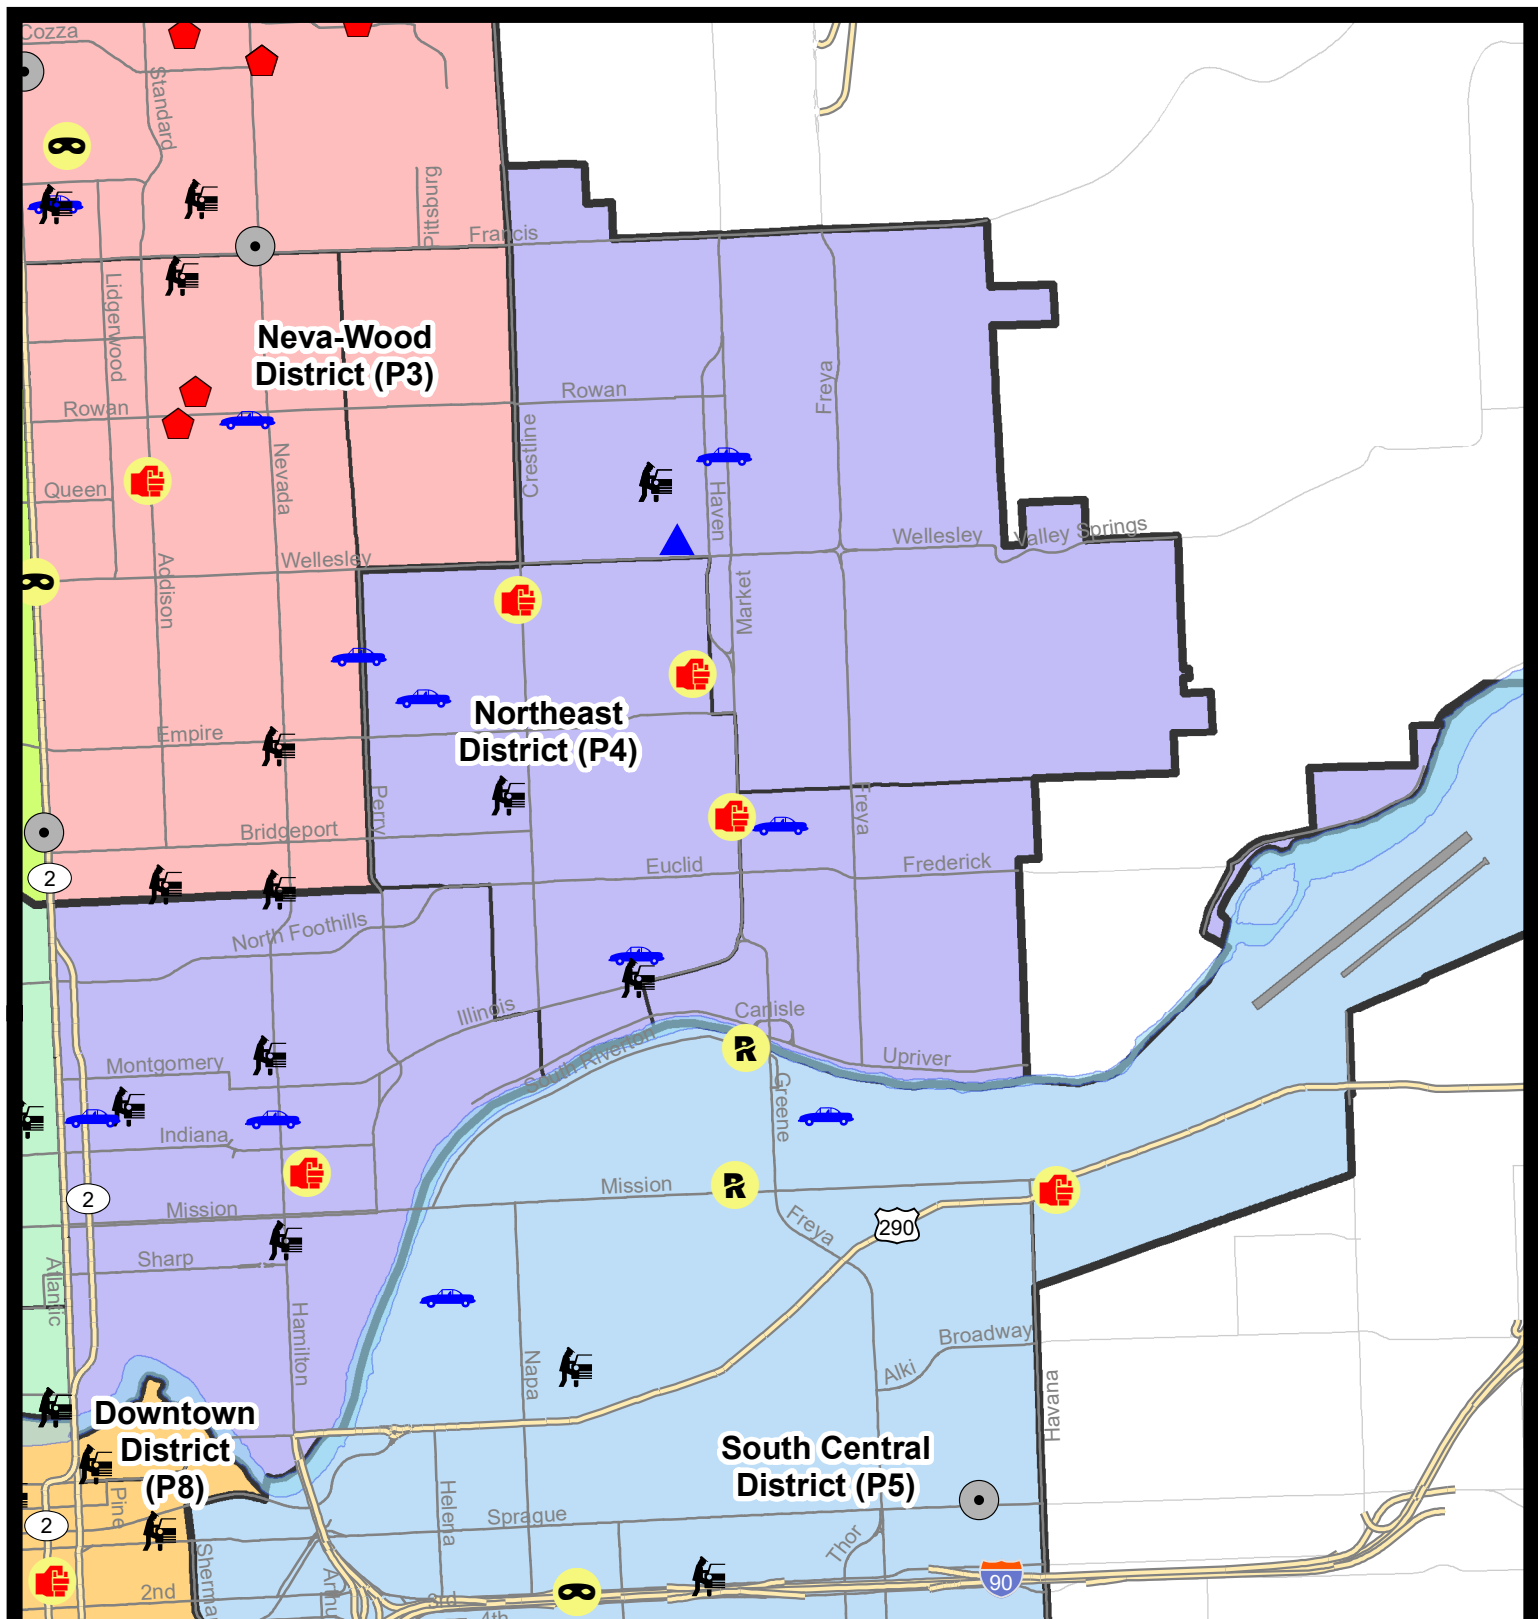 Cozza
Standard
Pittsburg
Francis
Lidgerwood
Neva-Wood
District (P3)
Rowan
Rowan
Freya
Crestline
Nevada
Queen
Haven
Wellesley
Valley Springs
Wellesley
Addison
Market
Northeast
District (P4)
Empire
Perry
Freya
Bridgeport
Euclid
Frederick
2
North Foothills
Illinois
Carlisle
South Riverton
Upriver
Montgomery
Greene
Indiana
Mission
2
Mission
Freya
290
Sharp
Atlantic
Hamilton
Broadway
Napa
Alki
Havana
Downtown
District
(P8)
South Central
District (P5)
Pine
Helena
Sprague
2
Thor
90
2nd
3rd
4th